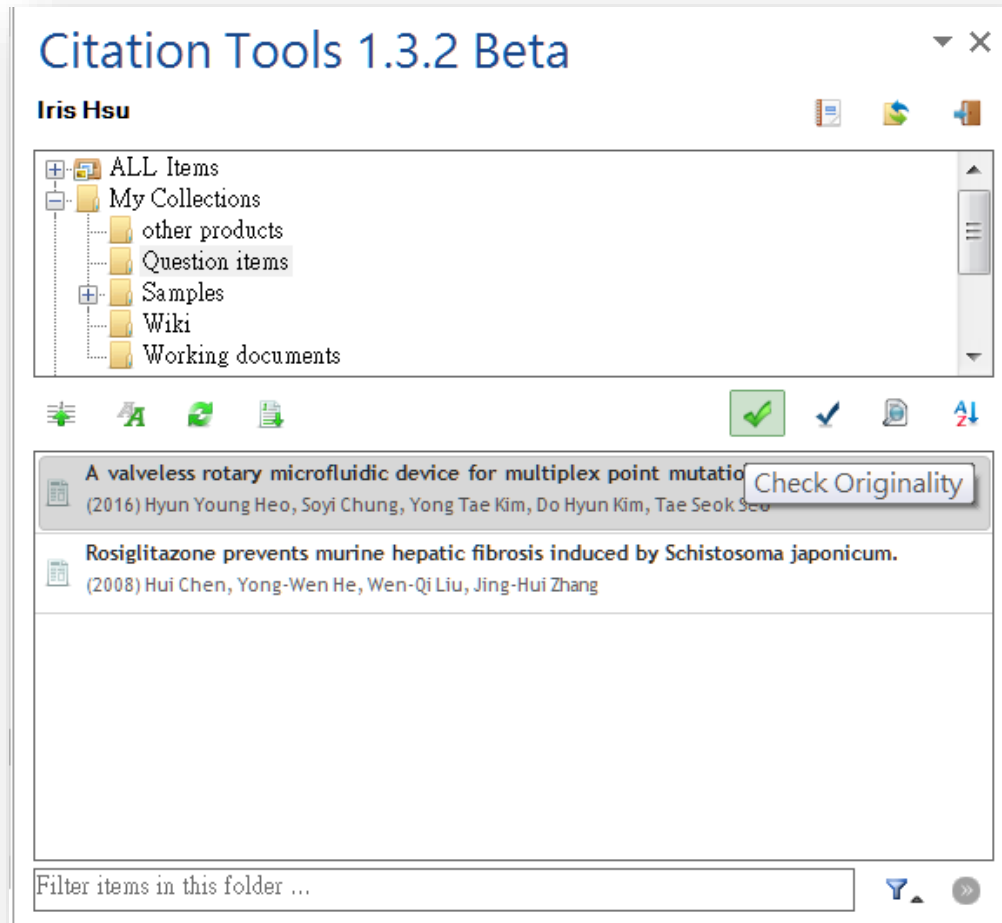 Citation Tools 1.3.2 Beta
Iris Hsu
ALL Items
My Collections
other products
Question items
Samples
Wiki
Working documents
A valveless rotary microfluidic device for multiplex point
Check Originality
(2016) Hyun Young Heo, Soyi Chung, Yong Tae Kim, Do Hyun Kim, Tae Seok
Rosiglitazone prevents murine hepatic fibrosis induced by Schistosoma japonicum.
(2008) Hui Chen, Yong-Wen He, Wen-Qi Liu, Jing-Hui Zhang
Filter items in this folder ...